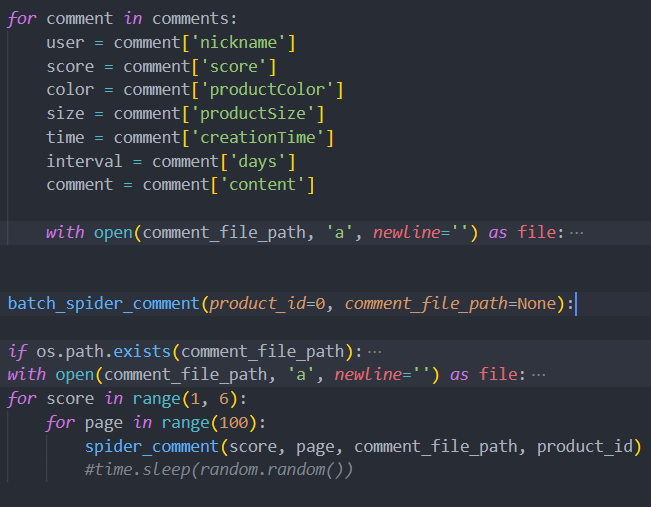 for comment in comments:
    user = comment['nickname']
    score = comment['score']
    color = comment['productColor']
    size = comment['productSize']
    time = comment['creationTime']
    interval = comment['days']
    comment = comment['content']

    with open(comment_file_path, 'a', newline='') as file:···

batch_spider_comment(product_id=0, comment_file_path=None):

if os.path.exists(comment_file_path):···
with open(comment_file_path, 'a', newline='') as file:···
for score in range(1, 6):
    for page in range(100):
        spider_comment(score, page, comment_file_path, product_id)
        #time.sleep(random.random())